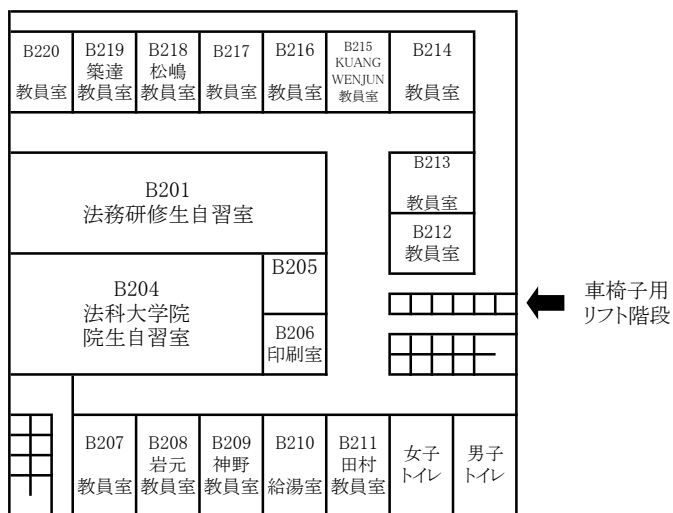 B220
教員室
B219
築達
教員室
B218
松嶋
教員室
B217
教員室
B216
教員室
B215
KUANG
WENJUN
教員室
B214
教員室
B201
法務研修生自習室
B213
教員室
B212
教員室
B204
法科大学院
院生自習室
B205
B206
印刷室
車椅子用
リフト階段
B207
教員室
B208
岩元
教員室
B209
神野
教員室
B210
給湯室
B211
田村
教員室
女子
トイレ
男子
トイレ